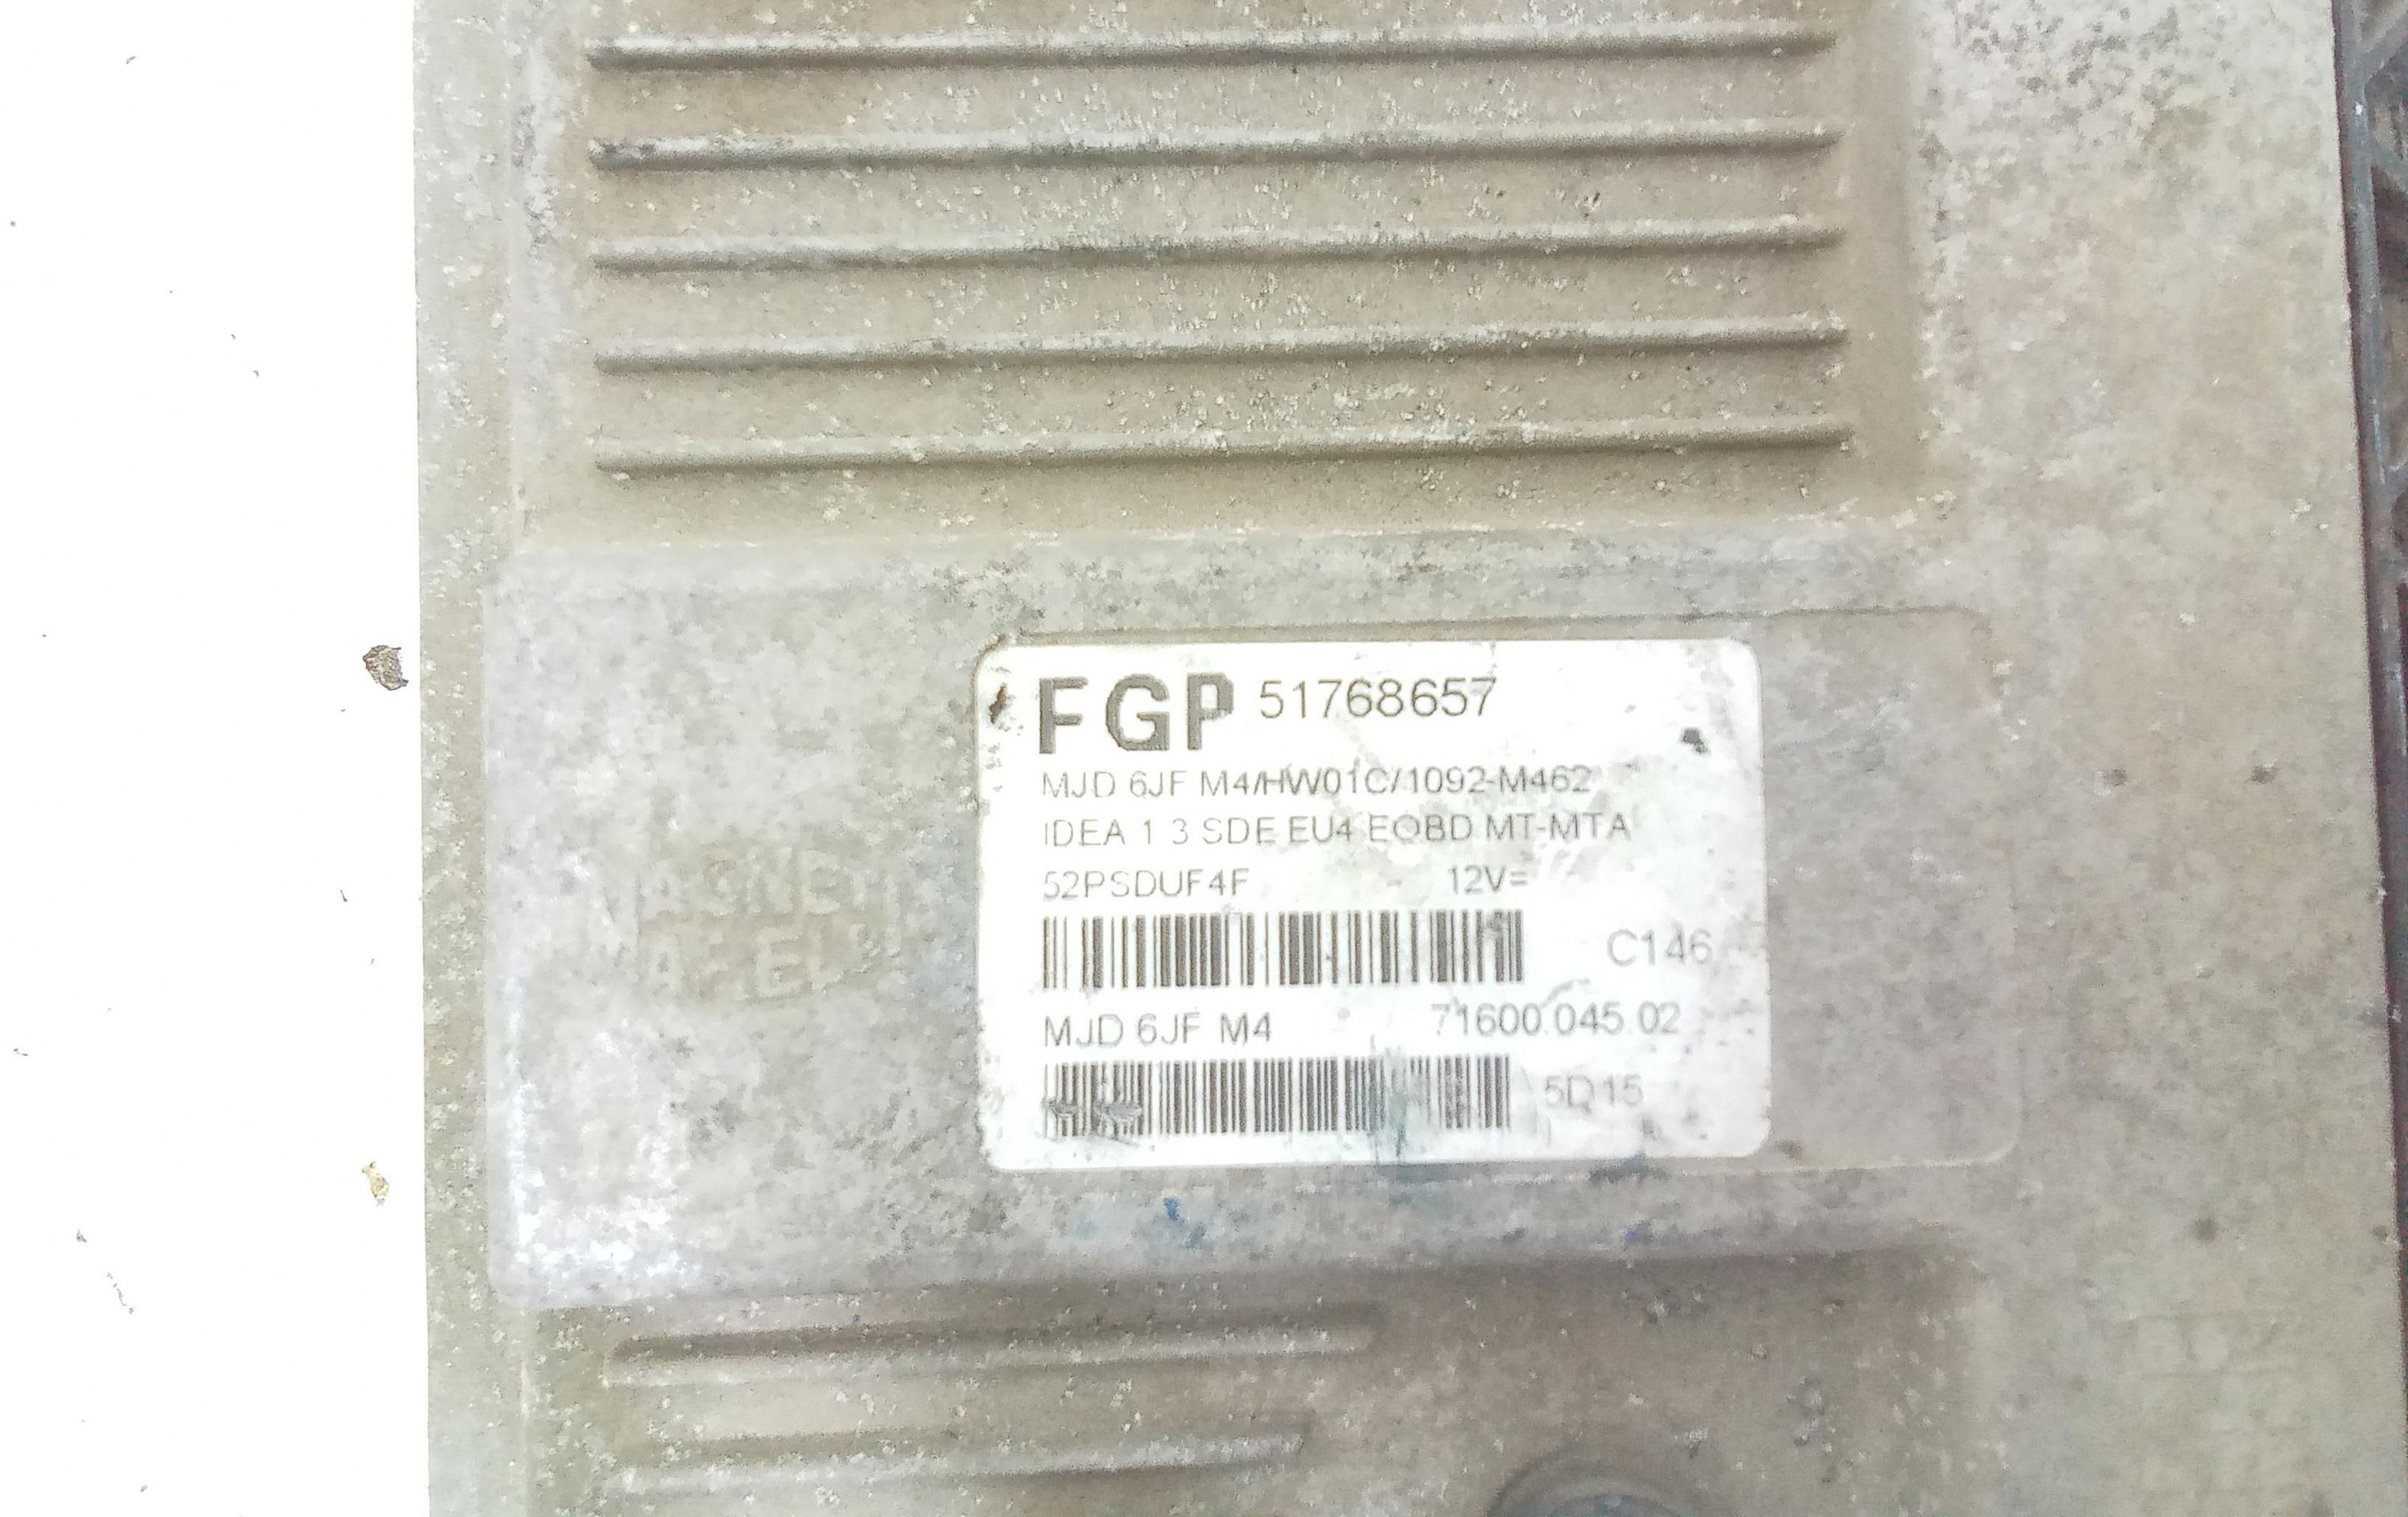 FGP 51768657
MJD 6JF M4/HW01C/1092-M462
IDEA 1 3 SDE EU4 EOBD MT-MTA
52PSDUF4F 12V=
C146
MJD 6JF M4 71600.045.02
5D15